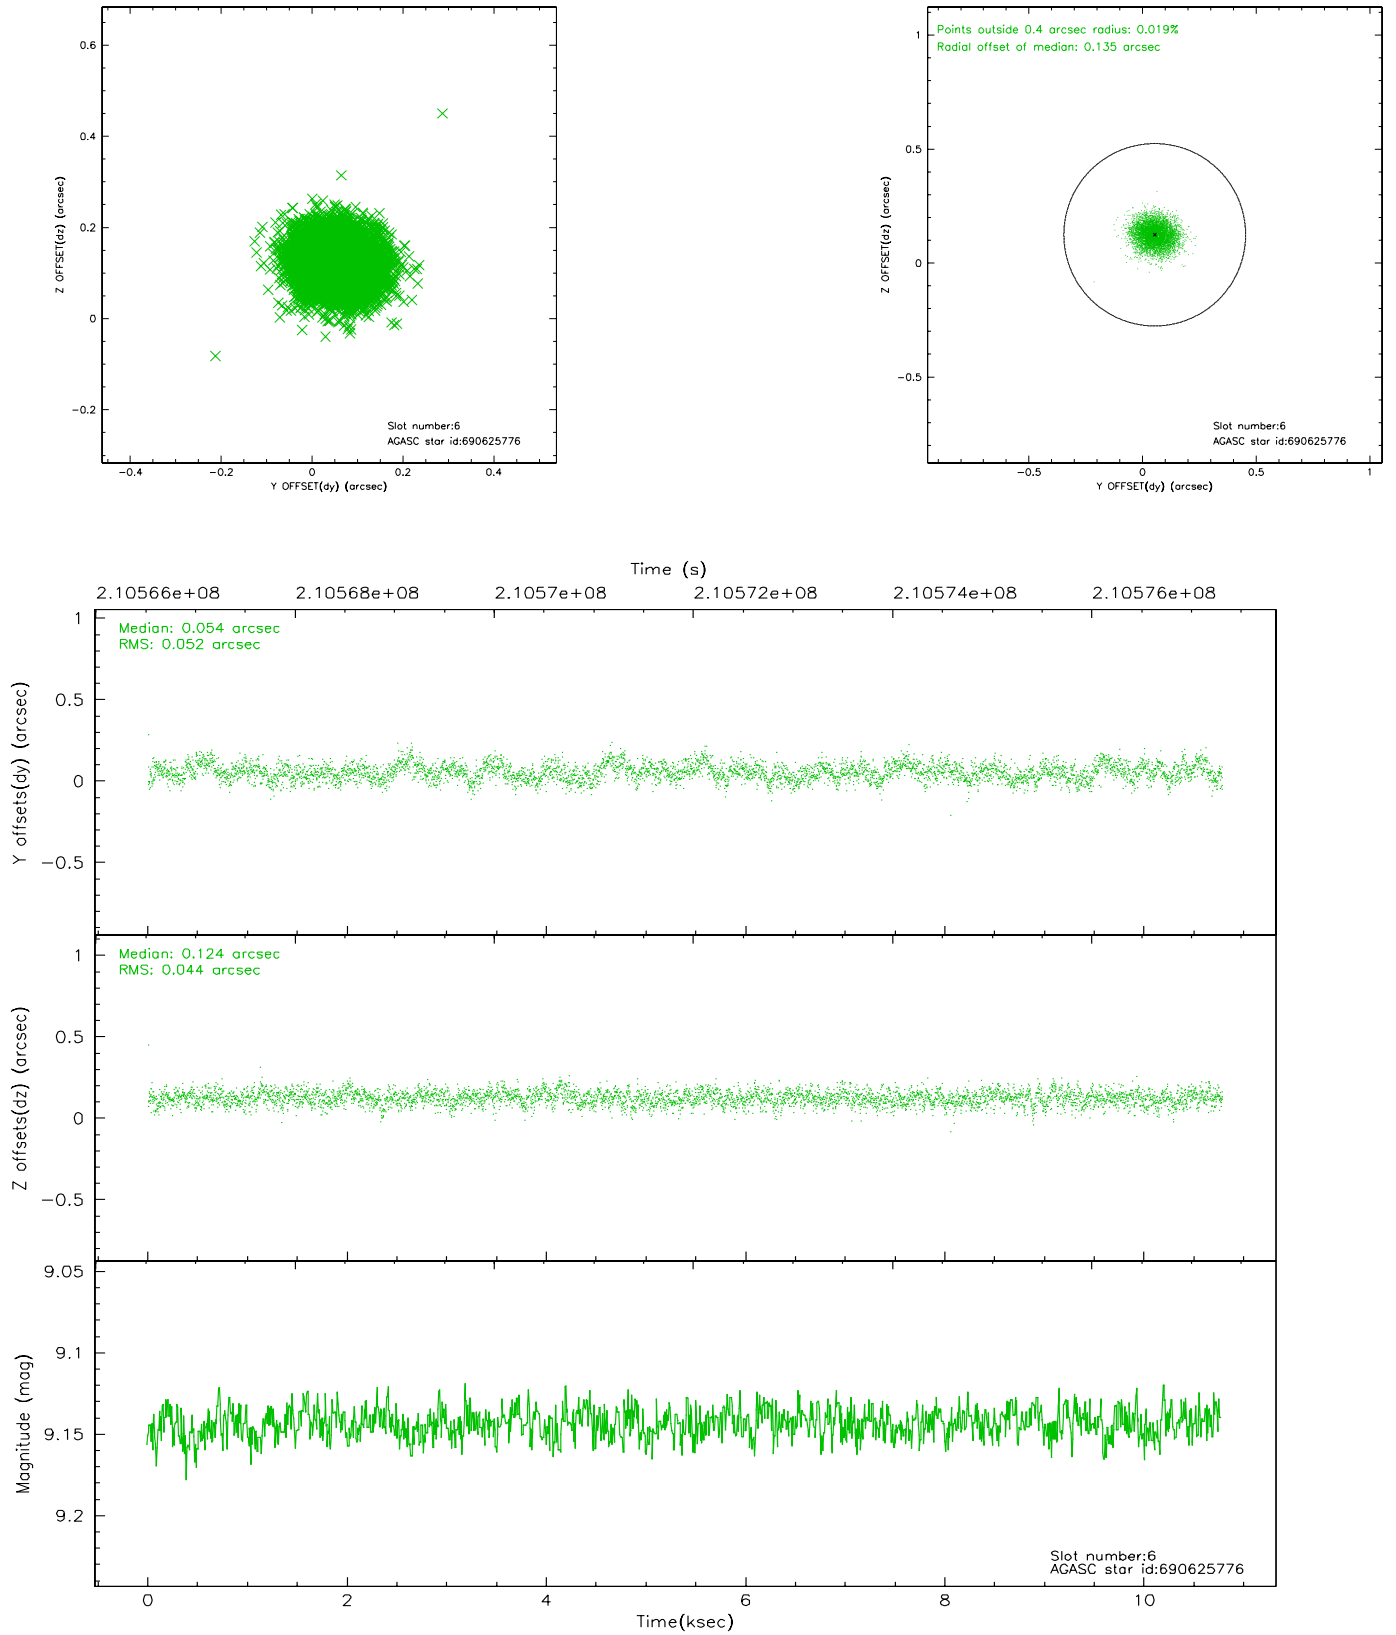 0.6
0.4
0.2
0
−0.2
−0.4
−0.2
0
0.2
0.4
Z OFFSET(dz) (arcsec)
Y OFFSET(dy) (arcsec)
Slot number:6
AGASC star id:690625776
Points outside 0.4 arcsec radius: 0.019%
Radial offset of median: 0.135 arcsec
1
0.5
0
−0.5
−0.5
0
0.5
1
Z OFFSET(dz) (arcsec)
Y OFFSET(dy) (arcsec)
Slot number:6
AGASC star id:690625776
Time (s)
2.10566e+08 2.10568e+08 2.1057e+08 2.10572e+08 2.10574e+08 2.10576e+08
Median: 0.054 arcsec
RMS: 0.052 arcsec
1
0.5
0
−0.5
Y offsets(dy) (arcsec)
Median: 0.124 arcsec
RMS: 0.044 arcsec
1
0.5
0
−0.5
Z offsets(dz) (arcsec)
9.05
9.1
9.15
9.2
Magnitude (mag)
Slot number:6
AGASC star id:690625776
0 2 4 6 8 10
Time(ksec)